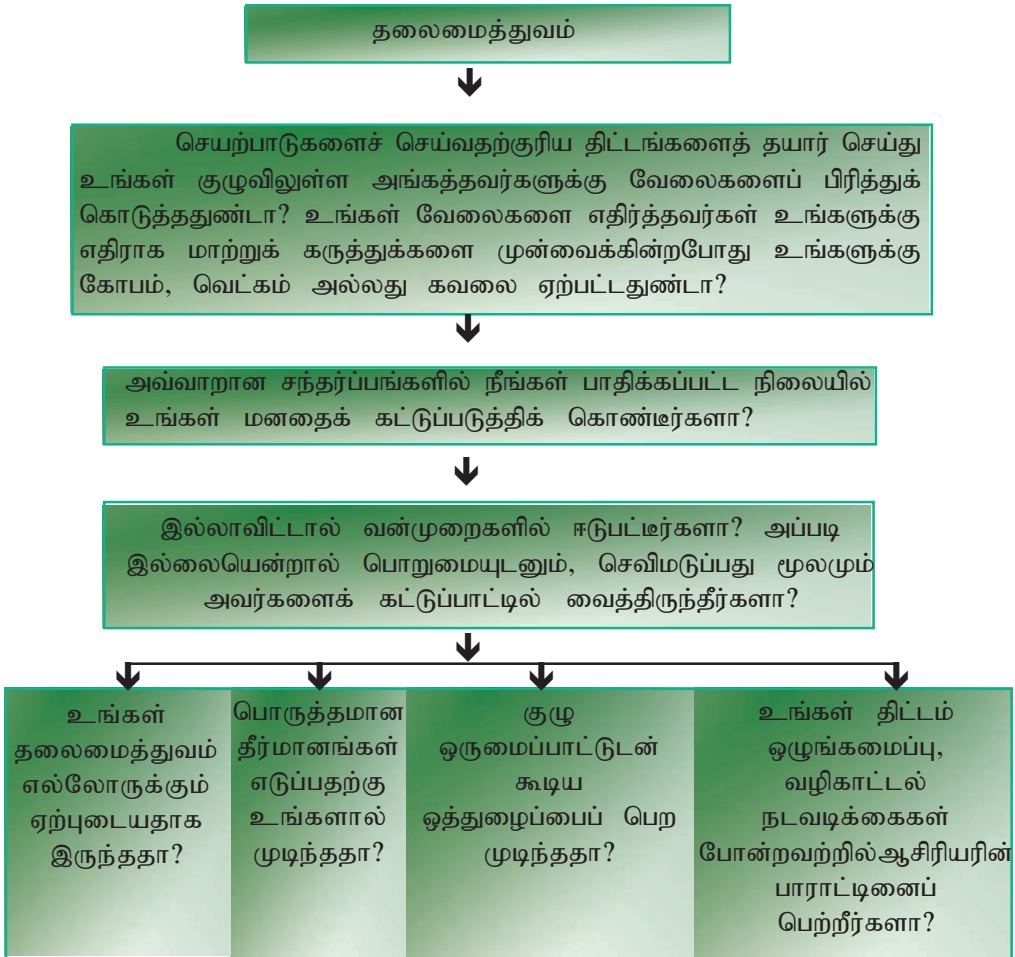 தலைமைத்துவம்
செயற்பாடுகளைச் செய்வதற்குரிய திட்டங்களைத் தயார் செய்து
உங்கள் குழுவிலுள்ள அங்கத்தவர்களுக்கு வேலைகளைப் பிரித்துக்
கொடுத்ததுண்டா? உங்கள் வேலைகளை எதிர்த்தவர்கள் உங்களுக்கு
எதிராக மாற்றுக் கருத்துக்களை முன்வைக்கின்றபோது உங்களுக்கு
கோபம், வெட்கம் அல்லது கவலை ஏற்பட்டதுண்டா?
அவ்வாறான சந்தர்ப்பங்களில் நீங்கள் பாதிக்கப்பட்ட நிலையில்
உங்கள் மனதைக் கட்டுப்படுத்திக் கொண்டீர்களா?
இல்லாவிட்டால் வன்முறைகளில் ஈடுபட்டீர்களா? அப்படி
இல்லையென்றால் பொறுமையுடனும், செவிமடுப்பது மூலமும்
அவர்களைக் கட்டுப்பாட்டில் வைத்திருந்தீர்களா?
உங்கள்
தலைமைத்துவம்
எல்லோருக்கும்
ஏற்புடையதாக
இருந்ததா?
பொருத்தமான
தீர்மானங்கள்
எடுப்பதற்கு
உங்களால்
முடிந்ததா?
குழு
ஒருமைப்பாட்டுடன்
கூடிய
ஒத்துழைப்பைப் பெற
முடிந்ததா?
உங்கள் திட்டம்
ஒழுங்கமைப்பு,
வழிகாட்டல்
நடவடிக்கைகள்
போன்றவற்றில்ஆசிரியரின்
பாராட்டினைப்
பெற்றீர்களா?